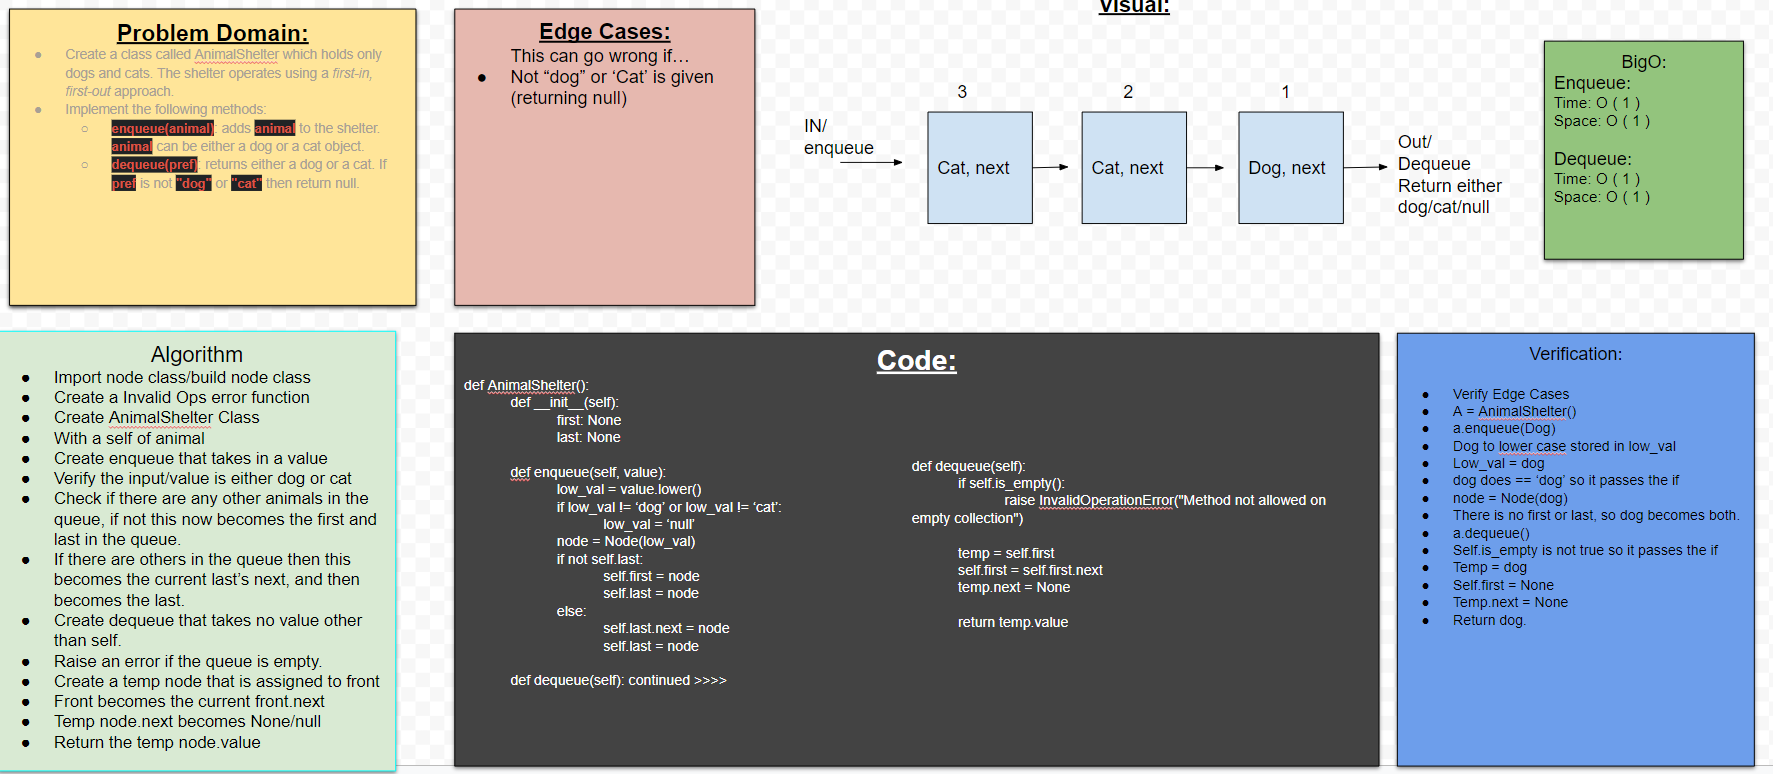 Problem Domain:
● Create a class called AnimalShelter which holds only
dogs and cats. The shelter operates using a first-in,
first-out approach.
● Implement the following methods:
○ enqueue(animal): adds animal to the shelter.
animal can be either a dog or a cat object.
○ dequeue(pref): returns either a dog or a cat. If
pref is not "dog" or "cat" then return null.
Edge Cases:
This can go wrong if…
● Not “dog” or ‘Cat’ is given
(returning null)
Visual:
IN/
enqueue
3
Cat, next
2
Cat, next
1
Dog, next
Out/
Dequeue
Return either
dog/cat/null
BigO:
Enqueue:
Time: O ( 1 )
Space: O ( 1 )
Dequeue:
Time: O ( 1 )
Space: O ( 1 )
Algorithm
● Import node class/build node class
● Create a Invalid Ops error function
● Create AnimalShelter Class
● With a self of animal
● Create enqueue that takes in a value
● Verify the input/value is either dog or cat
● Check if there are any other animals in the
queue, if not this now becomes the first and
last in the queue.
● If there are others in the queue then this
becomes the current last’s next, and then
becomes the last.
● Create dequeue that takes no value other
than self.
● Raise an error if the queue is empty.
● Create a temp node that is assigned to front
● Front becomes the current front.next
● Temp node.next becomes None/null
● Return the temp node.value
Code:
def AnimalShelter():
def __init__(self):
first: None
last: None
def enqueue(self, value):
low_val = value.lower()
if low_val != ‘dog’ or low_val != ‘cat’:
low_val = ‘null’
node = Node(low_val)
if not self.last:
self.first = node
self.last = node
else:
self.last.next = node
self.last = node
def dequeue(self): continued >>>>
def dequeue(self):
if self.is_empty():
raise InvalidOperationError("Method not allowed on
empty collection")
temp = self.first
self.first = self.first.next
temp.next = None
return temp.value
Verification:
● Verify Edge Cases
● A = AnimalShelter()
● a.enqueue(Dog)
● Dog to lower case stored in low_val
● Low_val = dog
● dog does == ‘dog’ so it passes the if
● node = Node(dog)
● There is no first or last, so dog becomes both.
● a.dequeue()
● Self.is_empty is not true so it passes the if
● Temp = dog
● Self.first = None
● Temp.next = None
● Return dog.